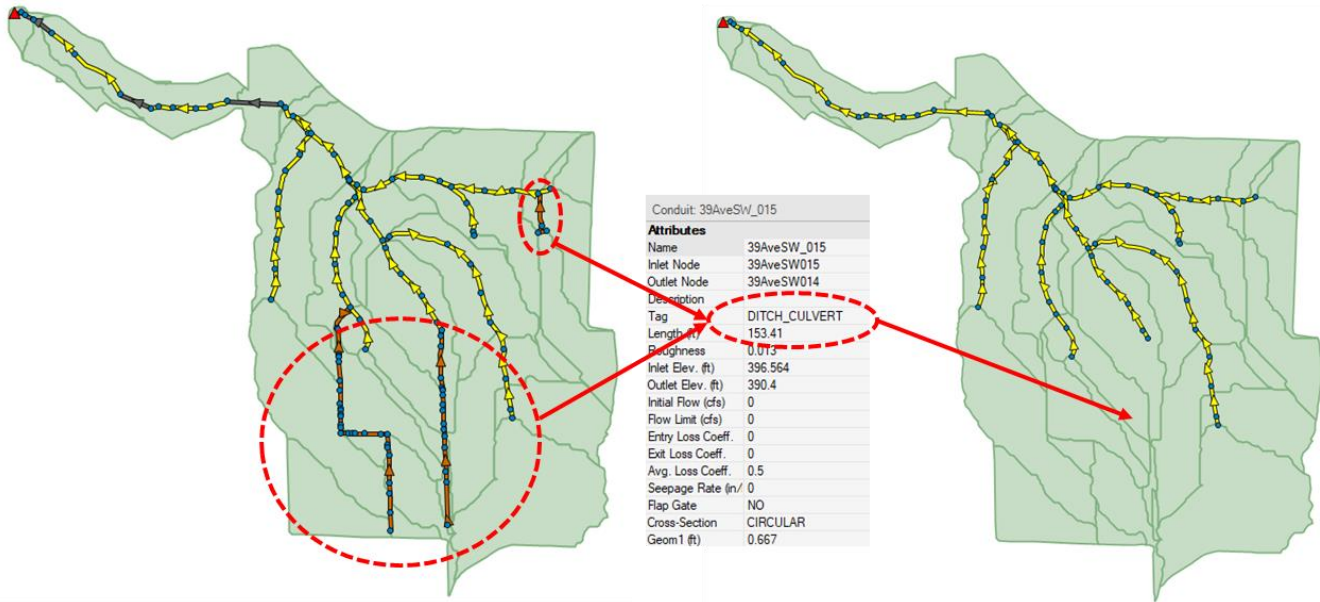 Conduit: 39AveSW_015
Attributes
Name 39AveSW_015
Inlet Node 39AveSW015
Outlet Node 39AveSW014
Description
Tag DITCH_CULVERT
Length (ft) 153.41
Roughness 0.013
Inlet Elev. (ft) 396.564
Outlet Elev. (ft) 390.4
Initial Flow (cfs) 0
Flow Limit (cfs) 0
Entry Loss Coeff. 0
Exit Loss Coeff. 0
Avg. Loss Coeff. 0.5
Seepage Rate (in/ 0
Flap Gate NO
Cross-Section CIRCULAR
Geom1 (ft) 0.667